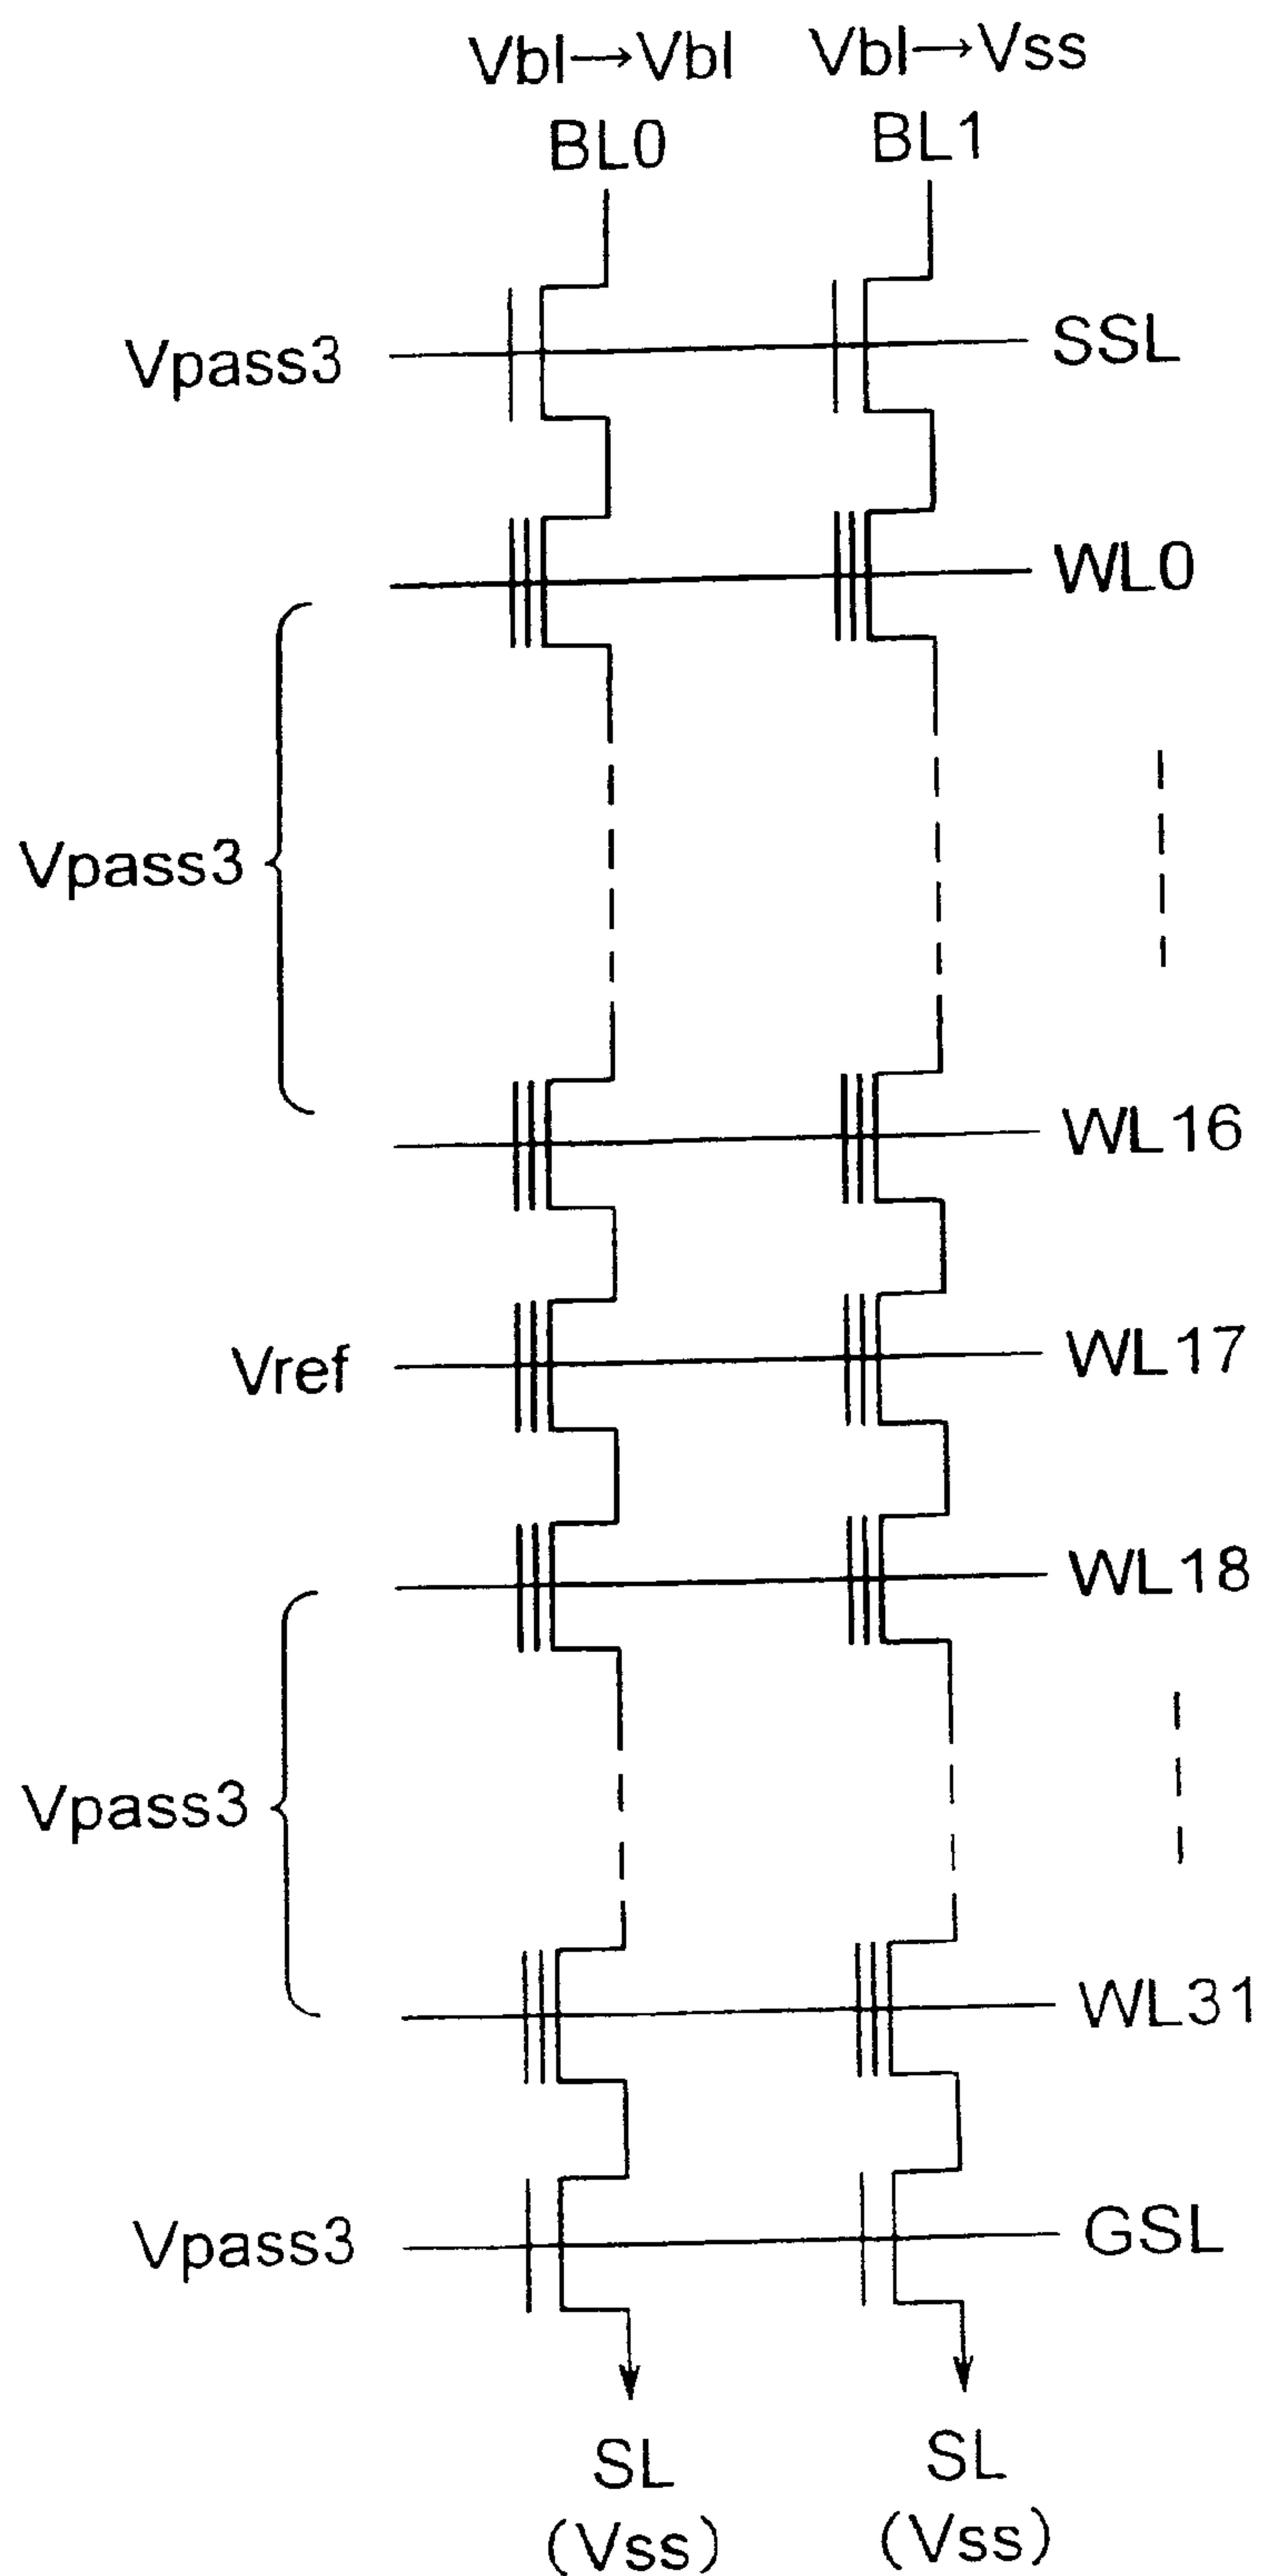 Vbl→Vbl Vbl→Vss
BL0 BL1
Vpass3 SSL
WL0
Vpass3
WL16
Vref WL17
WL18
Vpass3
WL31
Vpass3 GSL
SL SL
(Vss) (Vss)